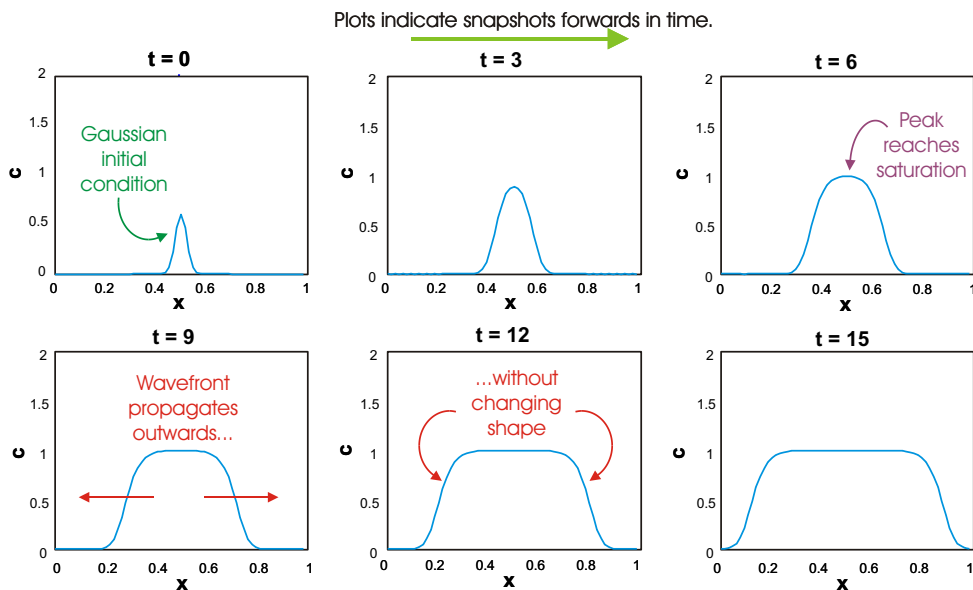 Plots indicate snapshots forwards in time.
t = 0
2
1.5
1
0.5
0
c
Gaussian
initial
condition
0 0.2 0.4 0.6 0.8 1
x
t = 3
2
1.5
1
0.5
0
c
0 0.2 0.4 0.6 0.8 1
x
t = 6
2
1.5
1
0.5
0
c
Peak
reaches
saturation
0 0.2 0.4 0.6 0.8 1
x
t = 9
2
1.5
1
0.5
0
c
Wavefront
propagates
outwards...
0 0.2 0.4 0.6 0.8 1
x
t = 12
2
1.5
1
0.5
0
c
...without
changing
shape
0 0.2 0.4 0.6 0.8 1
x
t = 15
2
1.5
1
0.5
0
c
0 0.2 0.4 0.6 0.8 1
x